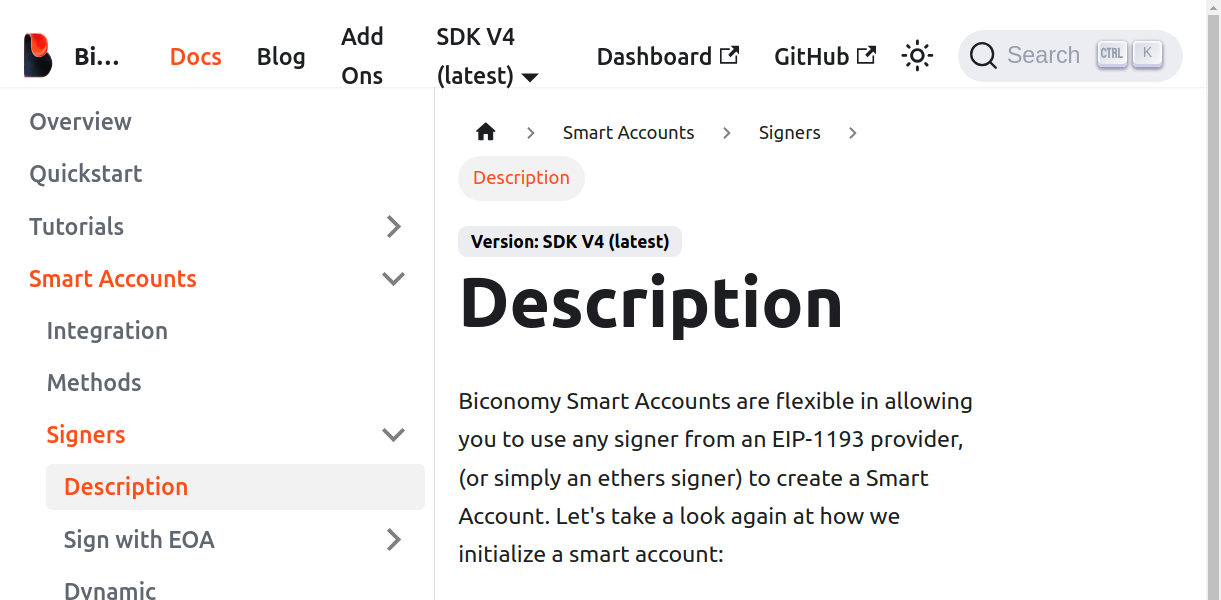 Bi...
Docs
Blog
Add
Ons
SDK V4
(latest)
Dashboard
GitHub
Search
CTRL
K
Overview
Quickstart
Tutorials
Smart Accounts
Integration
Methods
Signers
Description
Sign with EOA
Dynamic
Smart Accounts
Signers
Description
Version: SDK V4 (latest)
Description
Biconomy Smart Accounts are flexible in allowing
you to use any signer from an EIP-1193 provider,
(or simply an ethers signer) to create a Smart
Account. Let's take a look again at how we
initialize a smart account: